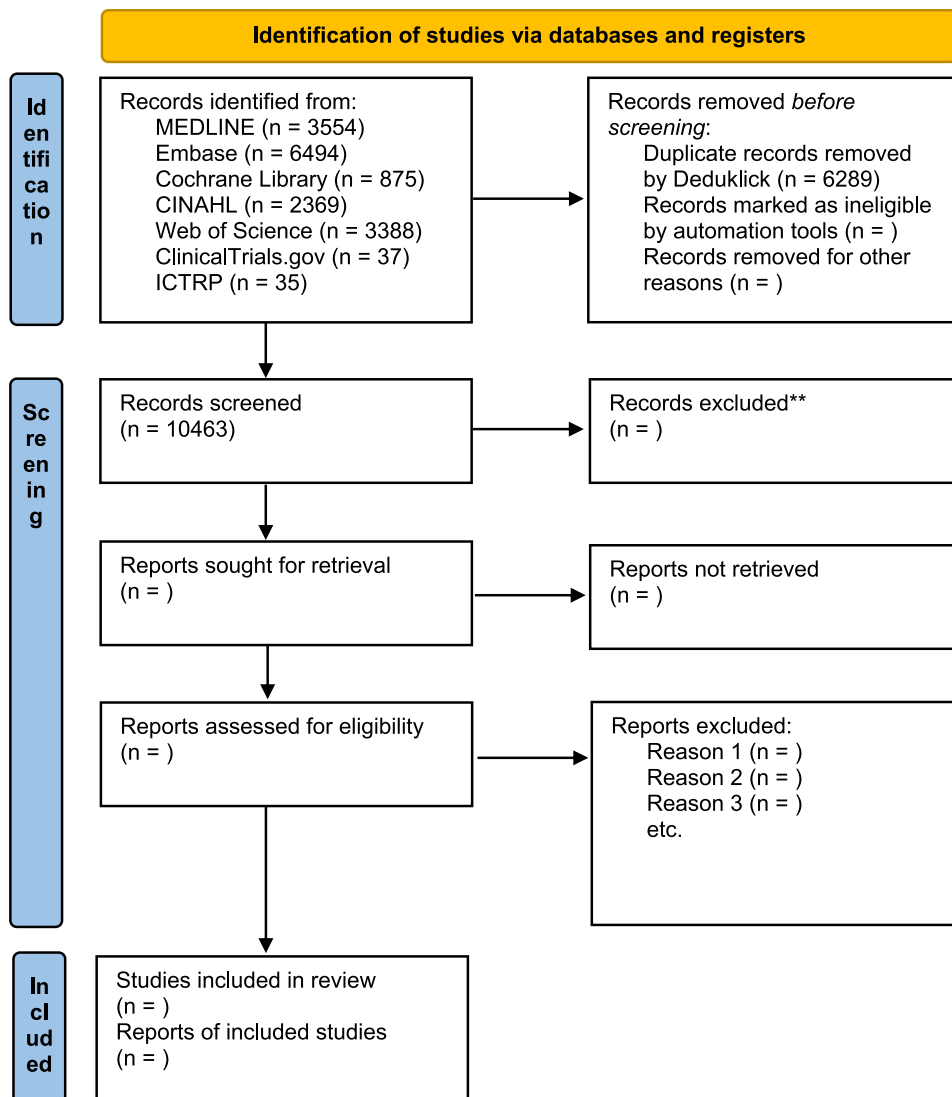 Identification of studies via databases and registers
Id
en
tifi
ca
tio
n
Records identified from:
MEDLINE (n = 3554)
Embase (n = 6494)
Cochrane Library (n = 875)
CINAHL (n = 2369)
Web of Science (n = 3388)
ClinicalTrials.gov (n = 37)
ICTRP (n = 35)
Records removed before
screening:
Duplicate records removed
by Deduklick (n = 6289)
Records marked as ineligible
by automation tools (n = )
Records removed for other
reasons (n = )
Sc
re
en
in
g
Records screened
(n = 10463)
Records excluded**
(n = )
Reports sought for retrieval
(n = )
Reports not retrieved
(n = )
Reports assessed for eligibility
(n = )
Reports excluded:
Reason 1 (n = )
Reason 2 (n = )
Reason 3 (n = )
etc.
In
cl
ud
ed
Studies included in review
(n = )
Reports of included studies
(n = )